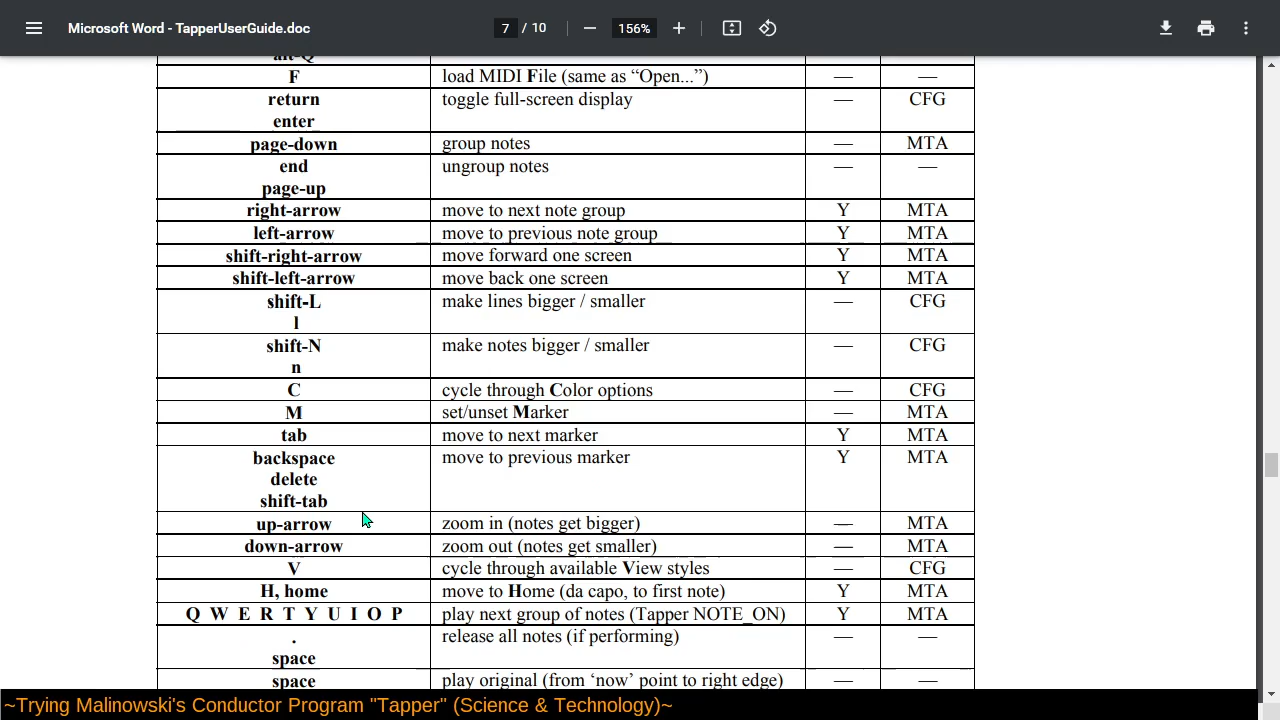 Microsoft Word - TapperUserGuide.doc 7 / 10 156%
alt-Q
F load MIDI File (same as “Open...”) — —
return toggle full-screen display — CFG
enter
page-down group notes — MTA
end ungroup notes — —
page-up
right-arrow move to next note group Y MTA
left-arrow move to previous note group Y MTA
shift-right-arrow move forward one screen Y MTA
shift-left-arrow move back one screen Y MTA
shift-L make lines bigger / smaller — CFG
l
shift-N make notes bigger / smaller — CFG
n
C cycle through Color options — CFG
M set/unset Marker — MTA
tab move to next marker Y MTA
backspace move to previous marker Y MTA
delete
shift-tab
up-arrow zoom in (notes get bigger) — MTA
down-arrow zoom out (notes get smaller) — MTA
V cycle through available View styles — CFG
H, home move to Home (da capo, to first note) Y MTA
Q W E R T Y U I O P play next group of notes (Tapper NOTE_ON) Y MTA
. release all notes (if performing) — —
space
space play original (from ‘now’ point to right edge) — —
~Trying Malinowski's Conductor Program "Tapper" (Science & Technology)~